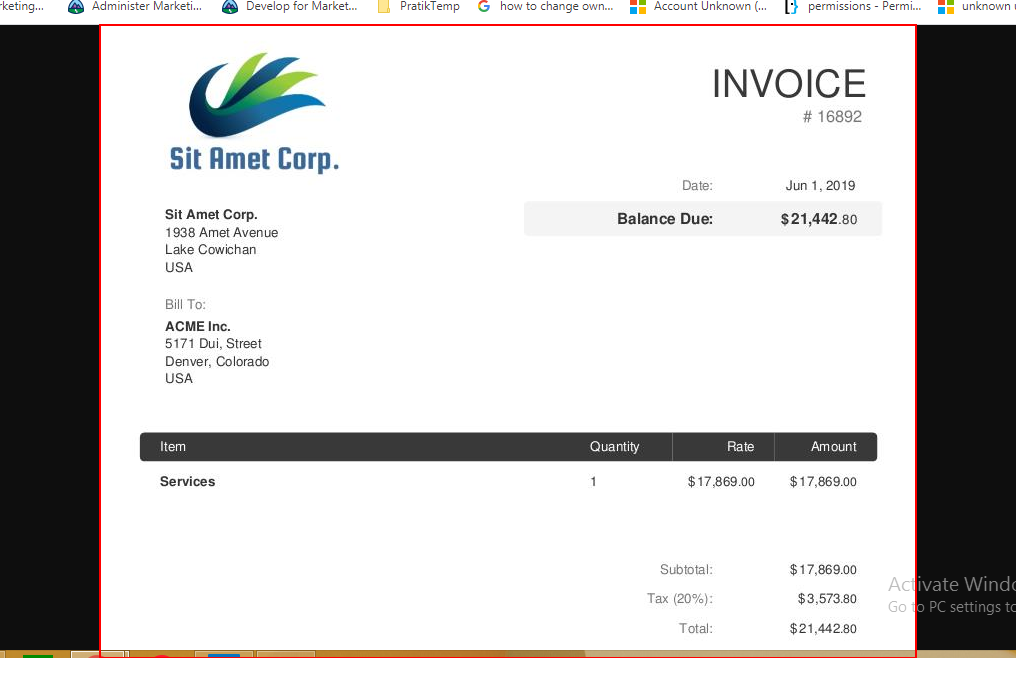 rketing...
Administer Marketi...
Develop for Market...
PratikTemp
how to change own...
Account Unknown (...
permissions - Permi...
unknown
Sit Amet Corp.
INVOICE
# 16892
Date: Jun 1, 2019
Balance Due: $21,442.80
Sit Amet Corp.
1938 Amet Avenue
Lake Cowichan
USA
Bill To:
ACME Inc.
5171 Dui, Street
Denver, Colorado
USA
Item Quantity Rate Amount
Services 1 $17,869.00 $17,869.00
Subtotal: $17,869.00
Tax (20%): $3,573.80
Total: $21,442.80
Activate Windo
Go to PC settings to